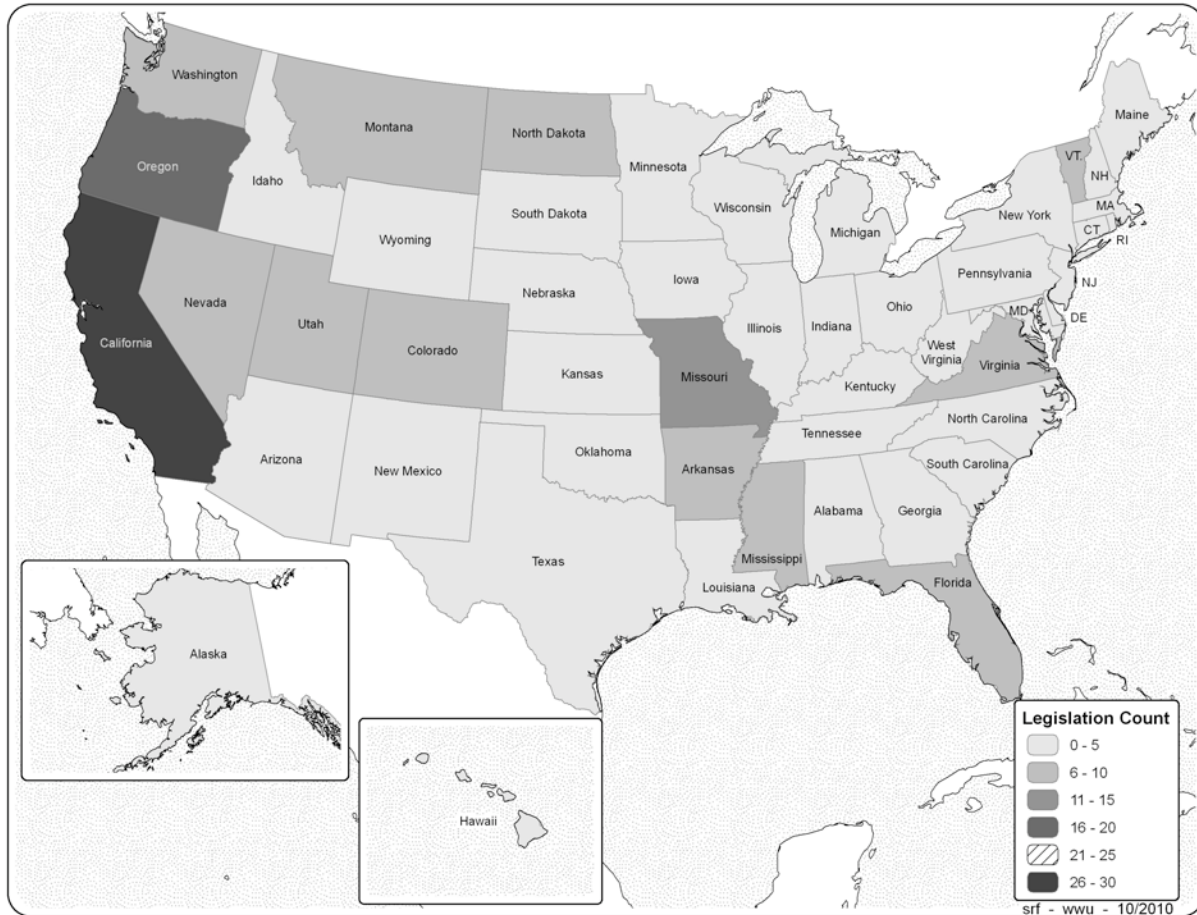 Washington
Montana
North Dakota
Minnesota
Maine
VT.
NH
Oregon
Idaho
South Dakota
Wisconsin
Michigan
New York
MA
CT
RI
Wyoming
Iowa
Pennsylvania
NJ
Nebraska
Nevada
Utah
Colorado
Illinois
Indiana
Ohio
MD
DE
West
Virginia
Virginia
California
Kansas
Missouri
Kentucky
North Carolina
Tennessee
Arizona
New Mexico
Oklahoma
Arkansas
South Carolina
Alabama
Georgia
Mississippi
Texas
Louisiana
Florida
Alaska
Hawaii
Legislation Count
0 - 5
6 - 10
11 - 15
16 - 20
21 - 25
26 - 30
srf - wwu - 10/2010